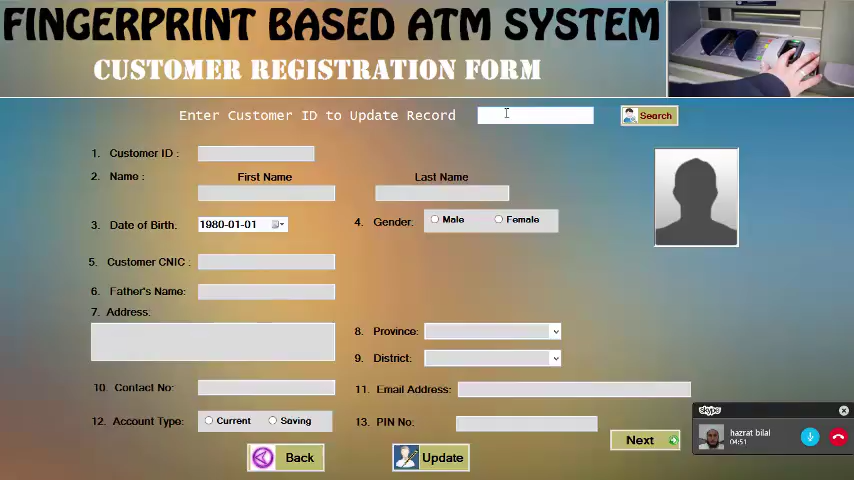 FINGERPRINT BASED ATM SYSTEM
CUSTOMER REGISTRATION FORM
Enter Customer ID to Update Record
Search
1. Customer ID :
2. Name : First Name Last Name
3. Date of Birth: 1980-01-01 4. Gender: Male Female
5. Customer CNIC :
6. Father's Name:
7. Address:
8. Province:
9. District:
10. Contact No: 11. Email Address:
12. Account Type: Current Saving 13. PIN No:
Next
Back Update
skype
hazrat bilal
04:51